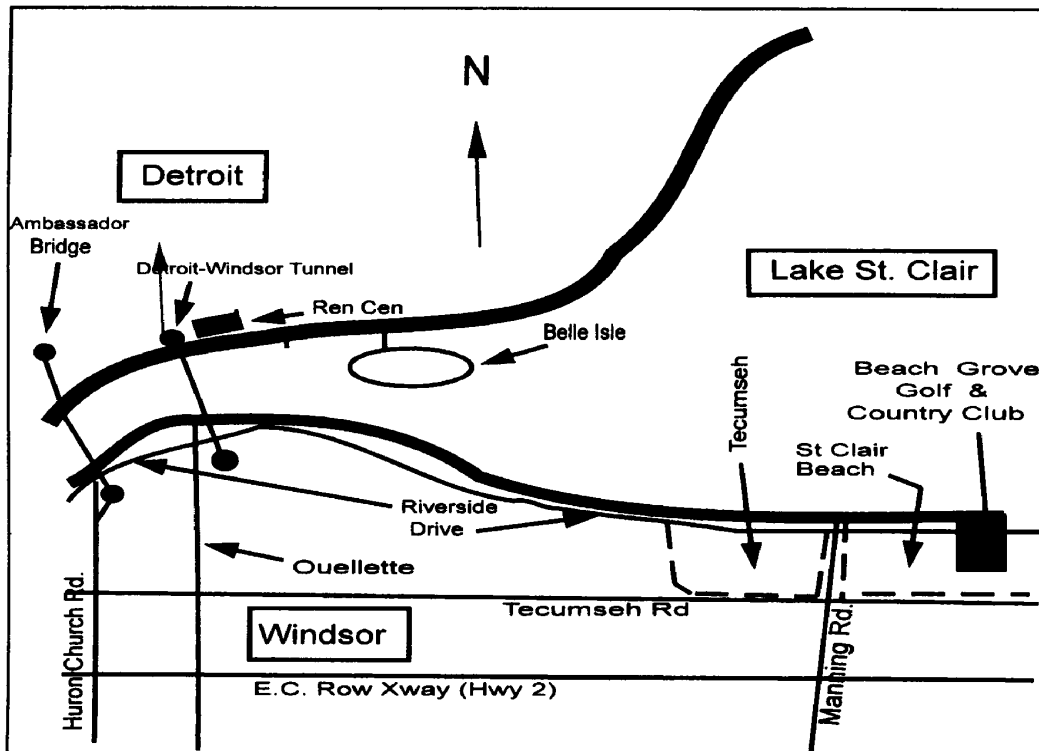 N
Detroit
Ambassador
Bridge
Detroit-Windsor Tunnel
Ren Cen
Lake St. Clair
Belle Isle
Beach Grove
Golf &
Country Club
Tecumseh
St Clair
Beach
Riverside
Drive
Ouellette
Tecumseh Rd
Windsor
Huron Church Rd.
Manning Rd.
E.C. Row Xway (Hwy 2)